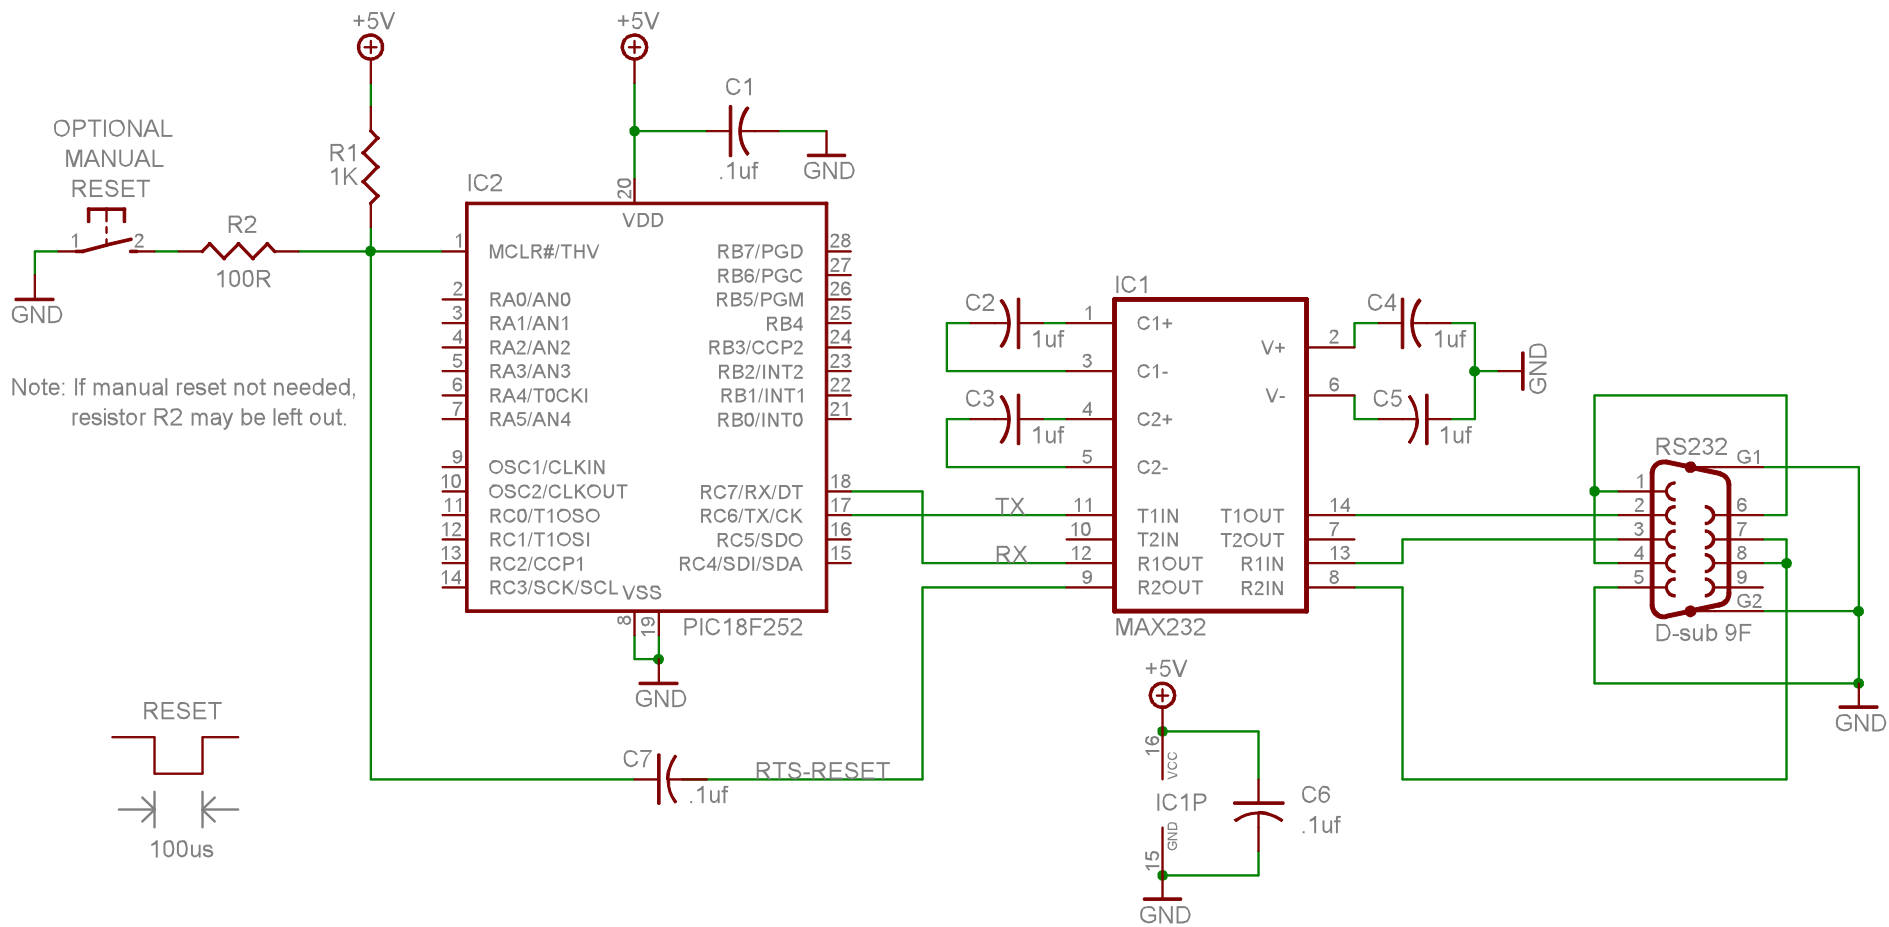 +5V
+5V
C1
.1uf
GND
OPTIONAL
MANUAL
RESET
1
2
R1
1K
R2
100R
GND
Note: If manual reset not needed,
resistor R2 may be left out.
IC2
20
VDD
1 MCLR#/THV
2 RA0/AN0
3 RA1/AN1
4 RA2/AN2
5 RA3/AN3
6 RA4/T0CKI
7 RA5/AN4
9 OSC1/CLKIN
10 OSC2/CLKOUT
11 RC0/T1OSO
12 RC1/T1OSI
13 RC2/CCP1
14 RC3/SCK/SCL
RB7/PGD 28
RB6/PGC 27
RB5/PGM 26
RB4 25
RB3/CCP2 24
RB2/INT2 23
RB1/INT1 22
RB0/INT0 21
RC7/RX/DT 18
RC6/TX/CK 17
RC5/SDO 16
RC4/SDI/SDA 15
VSS
8
19
PIC18F252
GND
C2
1uf
C3
1uf
TX
RX
IC1
1 C1+
3 C1-
4 C2+
5 C2-
11 T1IN
10 T2IN
12 R1OUT
9 R2OUT
V+ 2
V- 6
T1OUT 14
T2OUT 7
R1IN 13
R2IN 8
MAX232
C4
1uf
C5
1uf
GND
RS232
G1
1
2
3
4
5
6
7
8
9
G2
D-sub 9F
GND
RESET
100us
C7
.1uf
RTS-RESET
+5V
16
VCC
IC1P
GND
15
C6
.1uf
GND